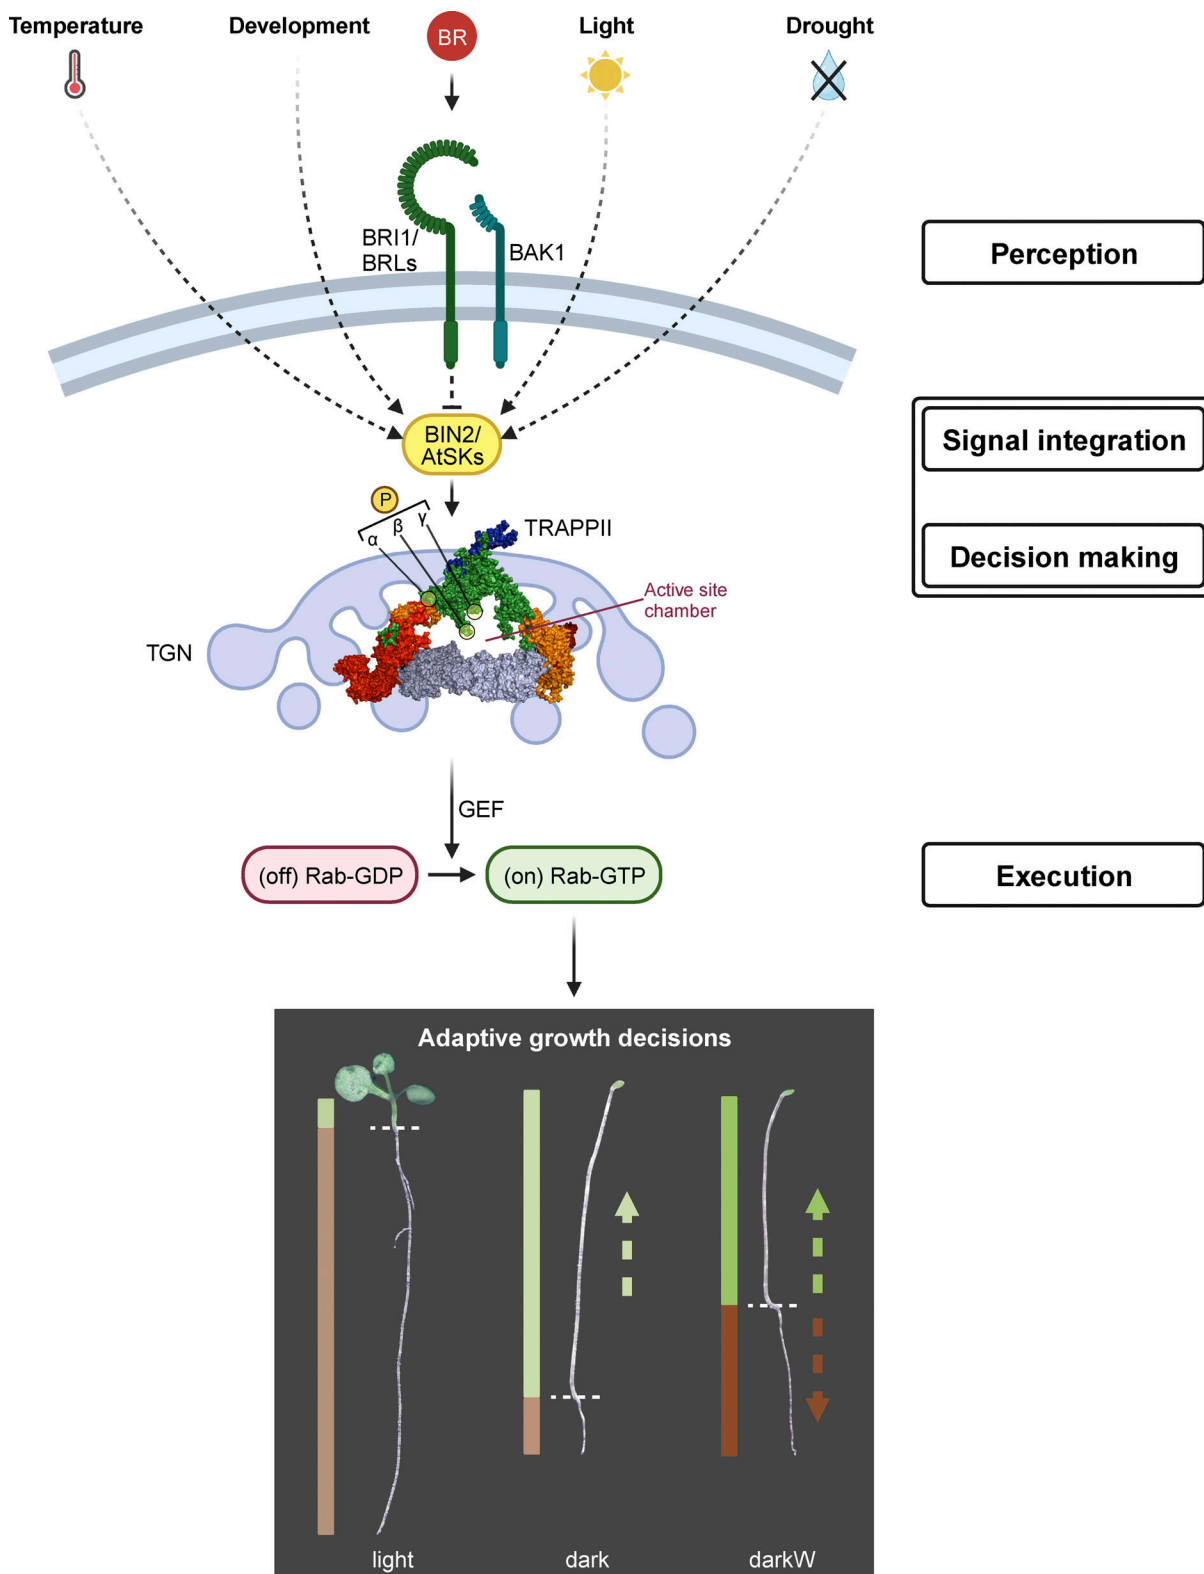 Temperature
Development
BR
Light
Drought
BRI1/
BRLs
BAK1
Perception
BIN2/
AtSKs
Signal integration
P
α
β
γ
TRAPPII
Decision making
Active site
chamber
TGN
GEF
(off) Rab-GDP
(on) Rab-GTP
Execution
Adaptive growth decisions
light
dark
darkW